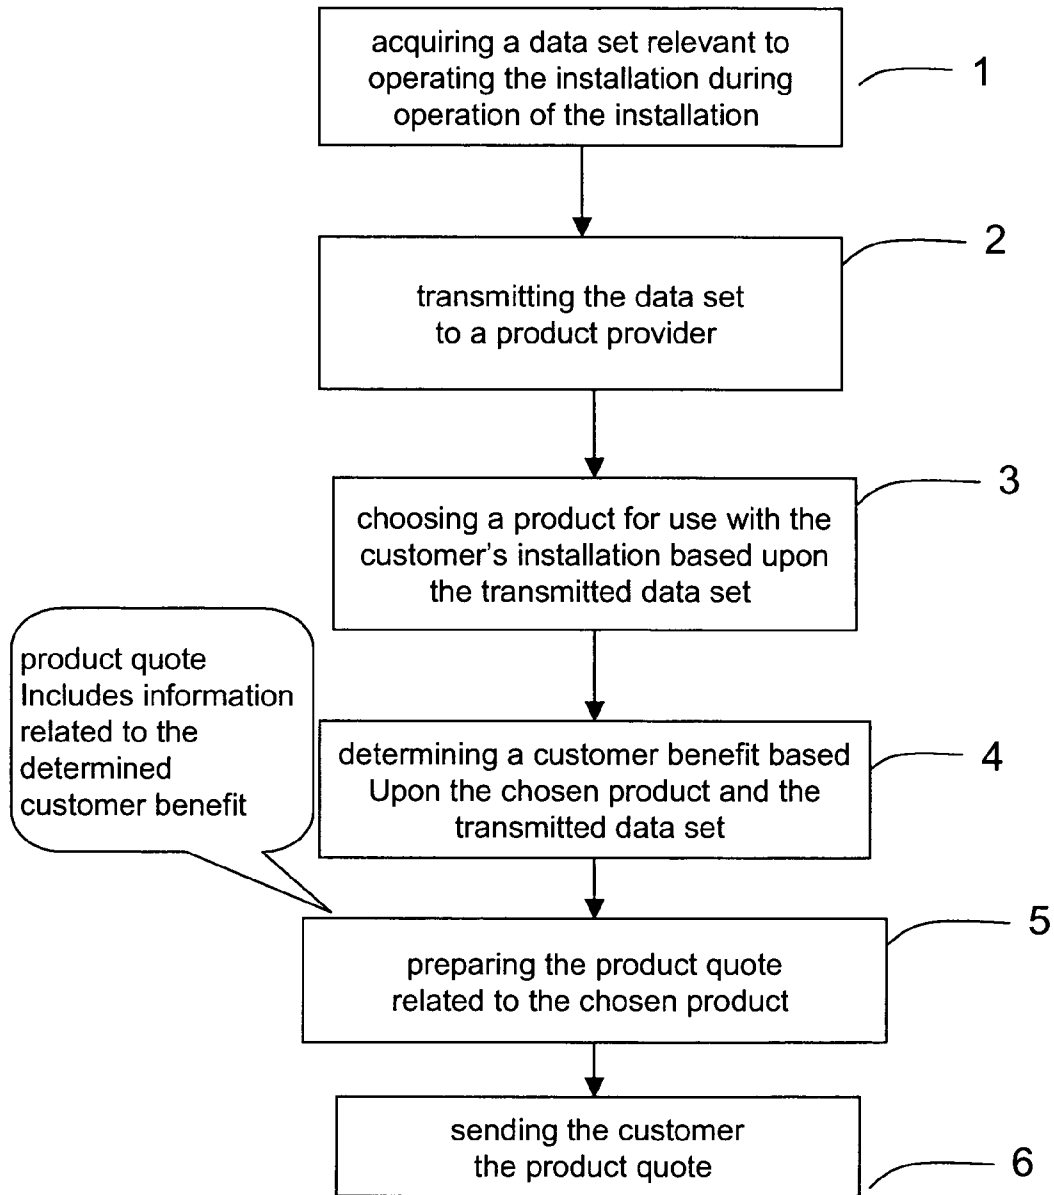 acquiring a data set relevant to
operating the installation during
operation of the installation
1
transmitting the data set
to a product provider
2
choosing a product for use with the
customer's installation based upon
the transmitted data set
3
product quote
Includes information
related to the
determined
customer benefit
determining a customer benefit based
Upon the chosen product and the
transmitted data set
4
preparing the product quote
related to the chosen product
5
sending the customer
the product quote
6